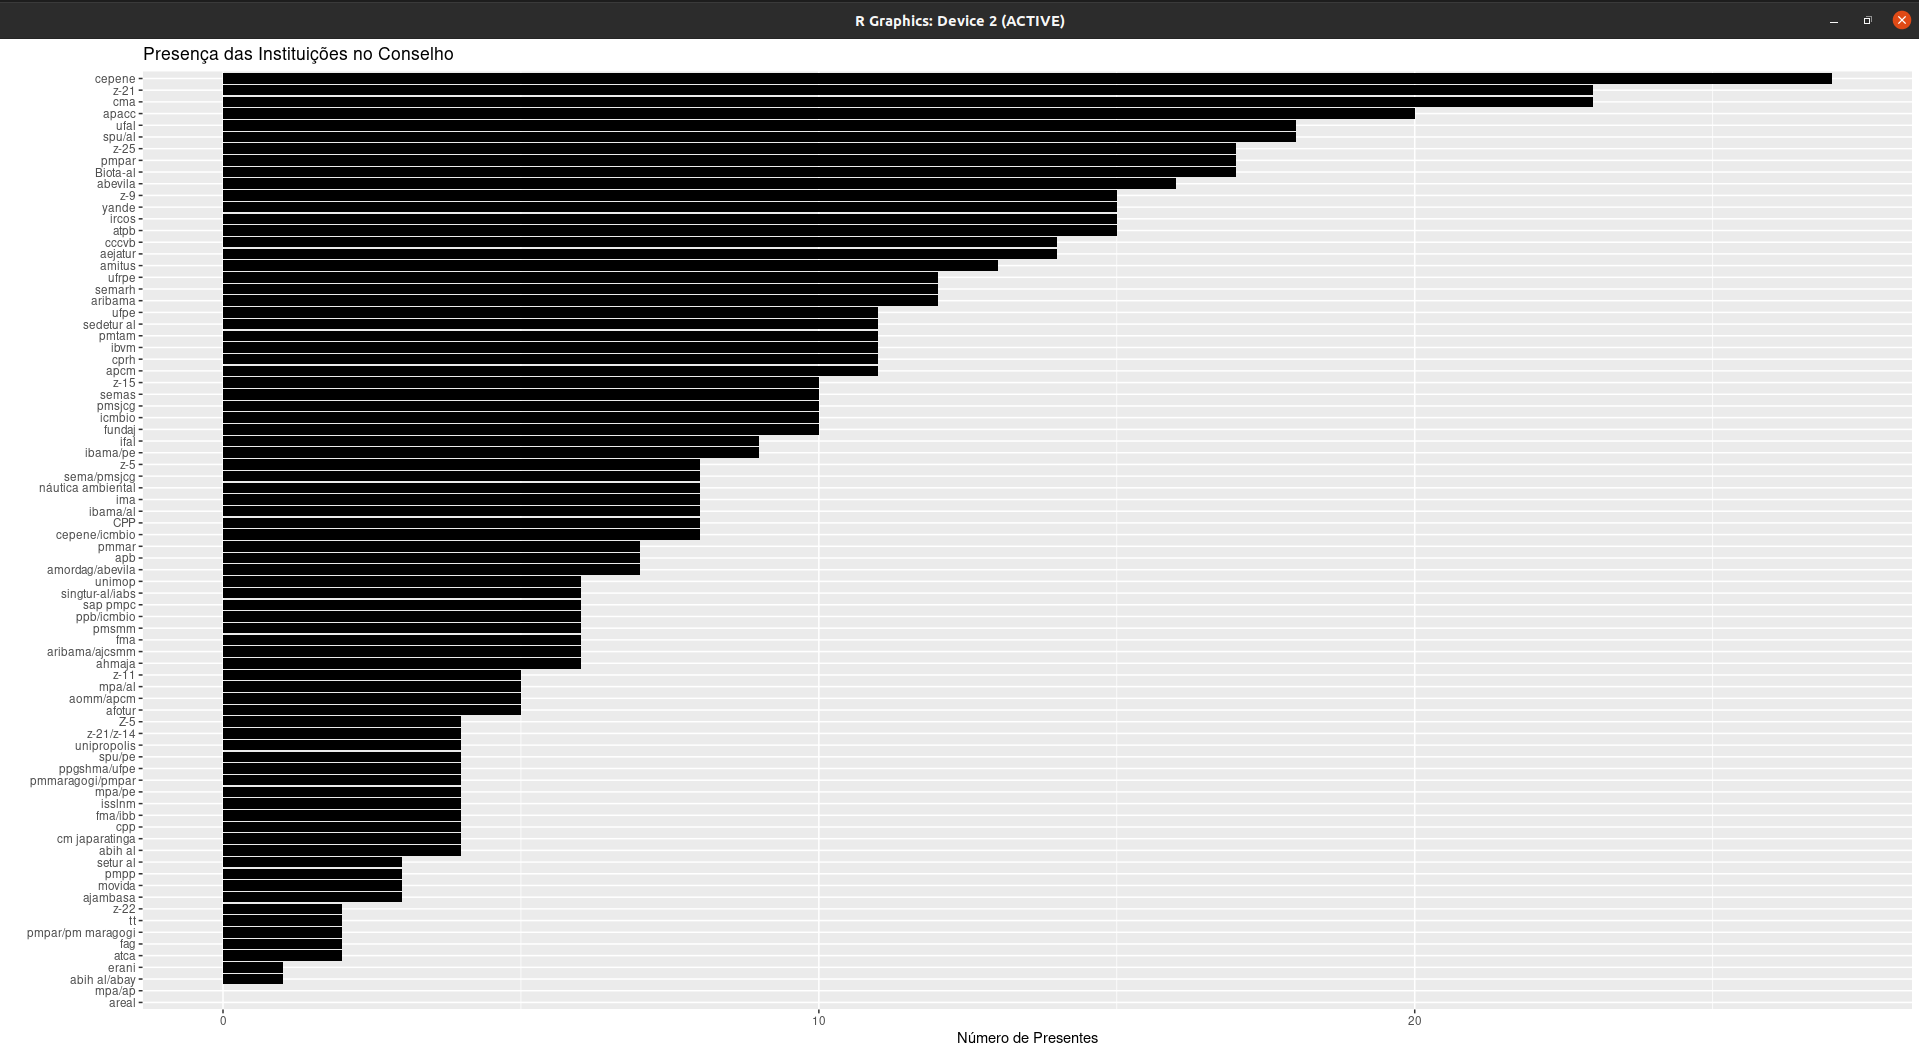 R Graphics: Device 2 (ACTIVE)
Presença das Instituições no Conselho
cepene
z-21
cma
apacc
ufal
spu/al
z-25
pmpar
Biota-al
abevila
z-9
yande
ircos
atpb
cccvb
aejatur
amitus
ufrpe
semarh
aribama
ufpe
sedetur al
pmtam
ibvm
cprh
apcm
z-15
semas
pmsjcg
icmbio
fundaj
ifal
ibama/pe
z-5
sema/pmsjcg
náutica ambiental
ima
ibama/al
CPP
cepene/icmbio
pmmar
apb
amordag/abevila
unimop
singtur-al/iabs
sap pmpc
ppb/icmbio
pmsmm
fma
aribama/ajcsmm
ahmaja
z-11
mpa/al
aomm/apcm
afotur
Z-5
z-21/z-14
unipropolis
spu/pe
ppgshma/ufpe
pmmaragogi/pmpar
mpa/pe
isslnm
fma/ibb
cpp
cm japaratinga
abih al
setur al
pmpp
movida
ajambasa
z-22
tt
pmpar/pm maragogi
fag
atca
erani
abih al/abay
mpa/ap
areal
0 10 20
Número de Presentes